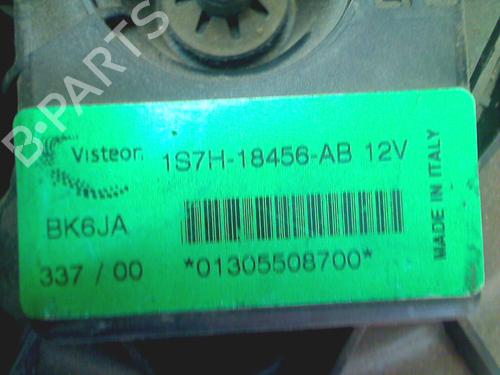 B-PARTS
Visteon 1S7H-18456-AB 12V
BK6JA
337 / 00 *01305508700*
MADE IN ITALY